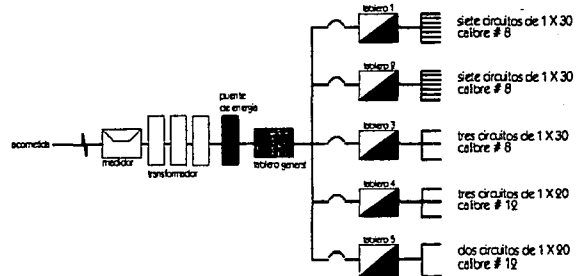 tablero 1
siete circuitos de 1 X 30
calibre # 8
tablero 2
siete circuitos de 1 X 30
calibre # 8
puente
de energía
tablero 3
tres circuitos de 1 X 30
calibre # 8
acometida
medidor
transformador
tablero general
tablero 4
tres circuitos de 1 X 20
calibre # 12
tablero 5
dos circuitos de 1 X 20
calibre # 12